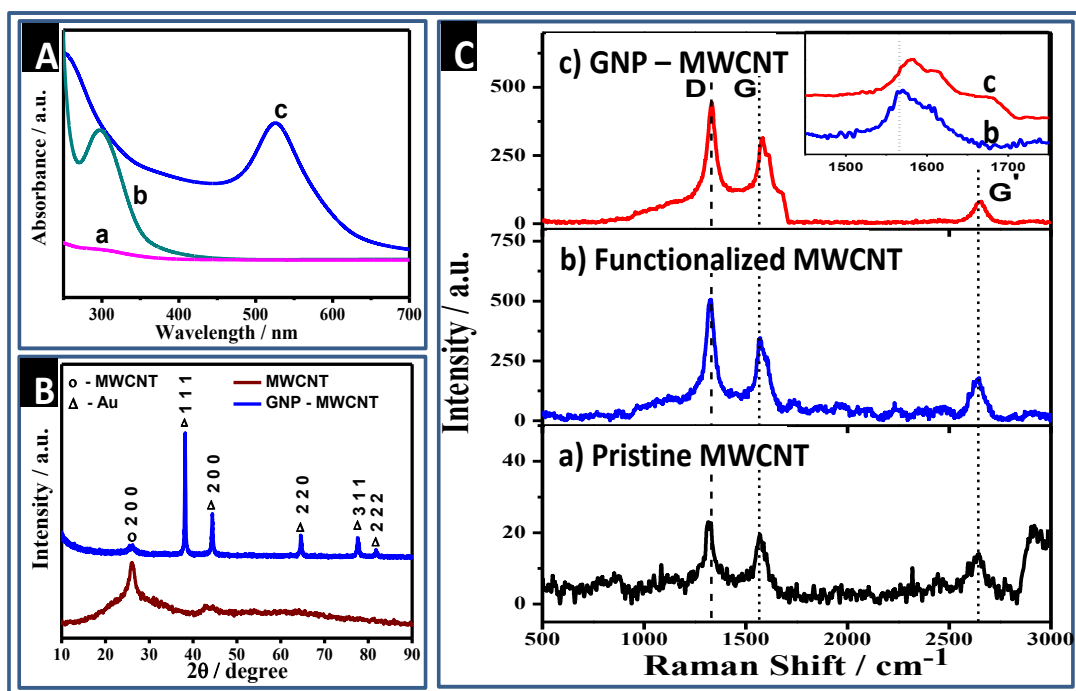 A
Absorbance / a.u.
a
b
c
300 400 500 600 700
Wavelength / nm
B
o - MWCNT
Δ - Au
MWCNT
GNP - MWCNT
Intensity / a.u.
o 2 0 0
Δ 1 1 1
Δ 2 0 0
Δ 2 2 0
Δ 3 1 1
Δ 2 2 2
10 20 30 40 50 60 70 80 90
2θ / degree
C
Intensity / a.u.
c) GNP – MWCNT
D G
G'
500
250
0
c
b
1500 1600 1700
b) Functionalized MWCNT
750
500
250
0
a) Pristine MWCNT
40
20
0
500 1000 1500 2000 2500 3000
Raman Shift / cm-1